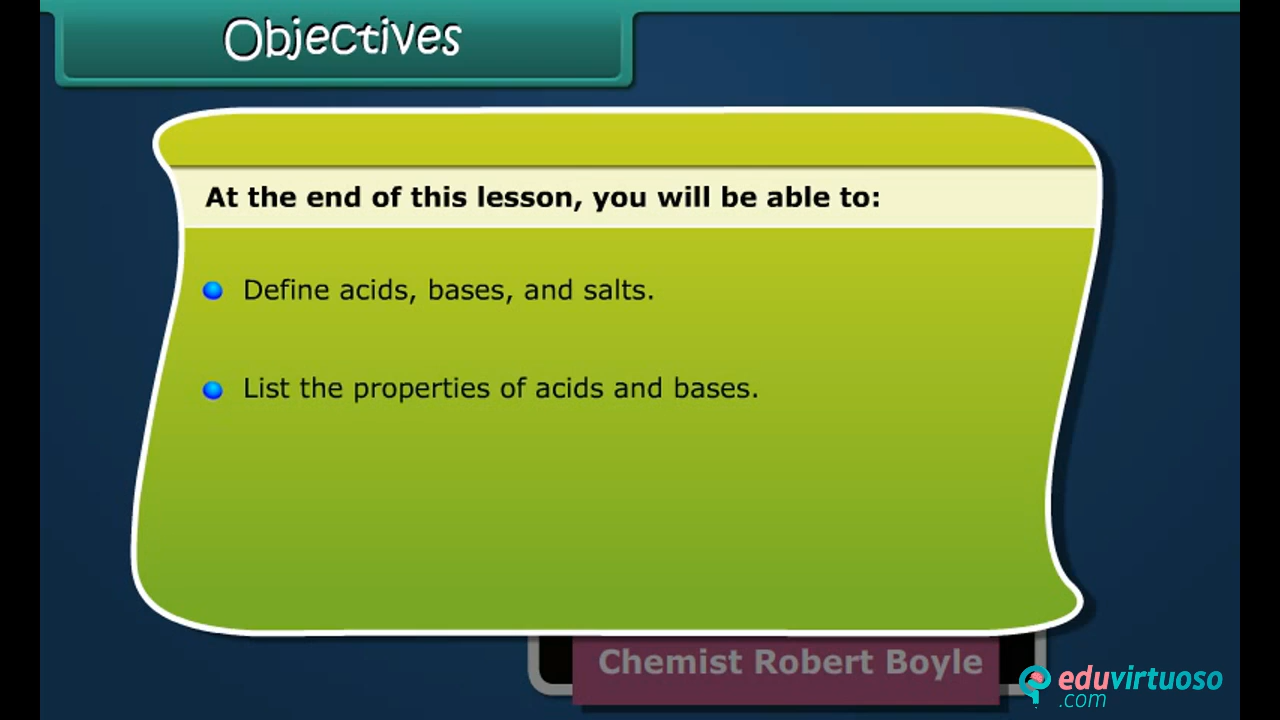 Objectives
At the end of this lesson, you will be able to:
Define acids, bases, and salts.
List the properties of acids and bases.
Chemist Robert Boyle
eduvirtuoso
.com